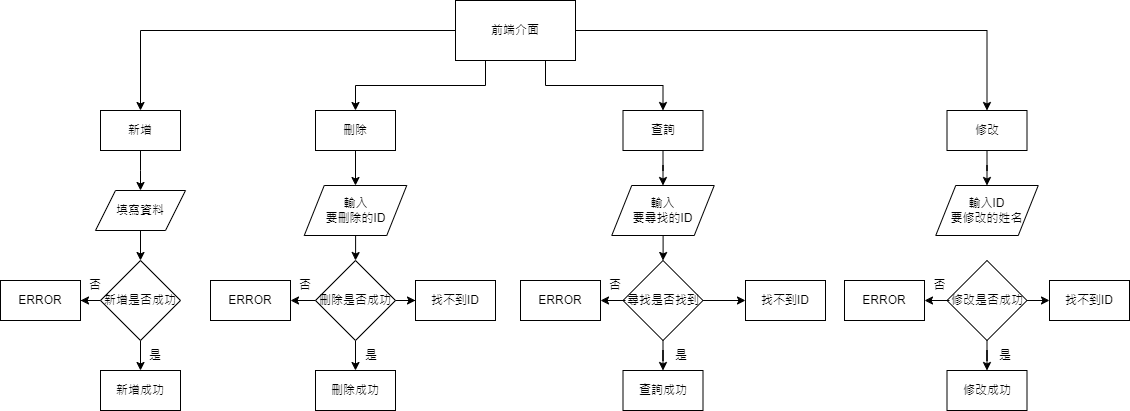 前端介面
新增
刪除
查詢
修改
填寫資料
輸入
要刪除的ID
輸入
要尋找的ID
輸入ID
要修改的姓名
ERROR
否
新增是否成功
ERROR
否
刪除是否成功
找不到ID
ERROR
否
尋找是否找到
找不到ID
ERROR
否
修改是否成功
找不到ID
是
是
是
是
新增成功
刪除成功
查詢成功
修改成功